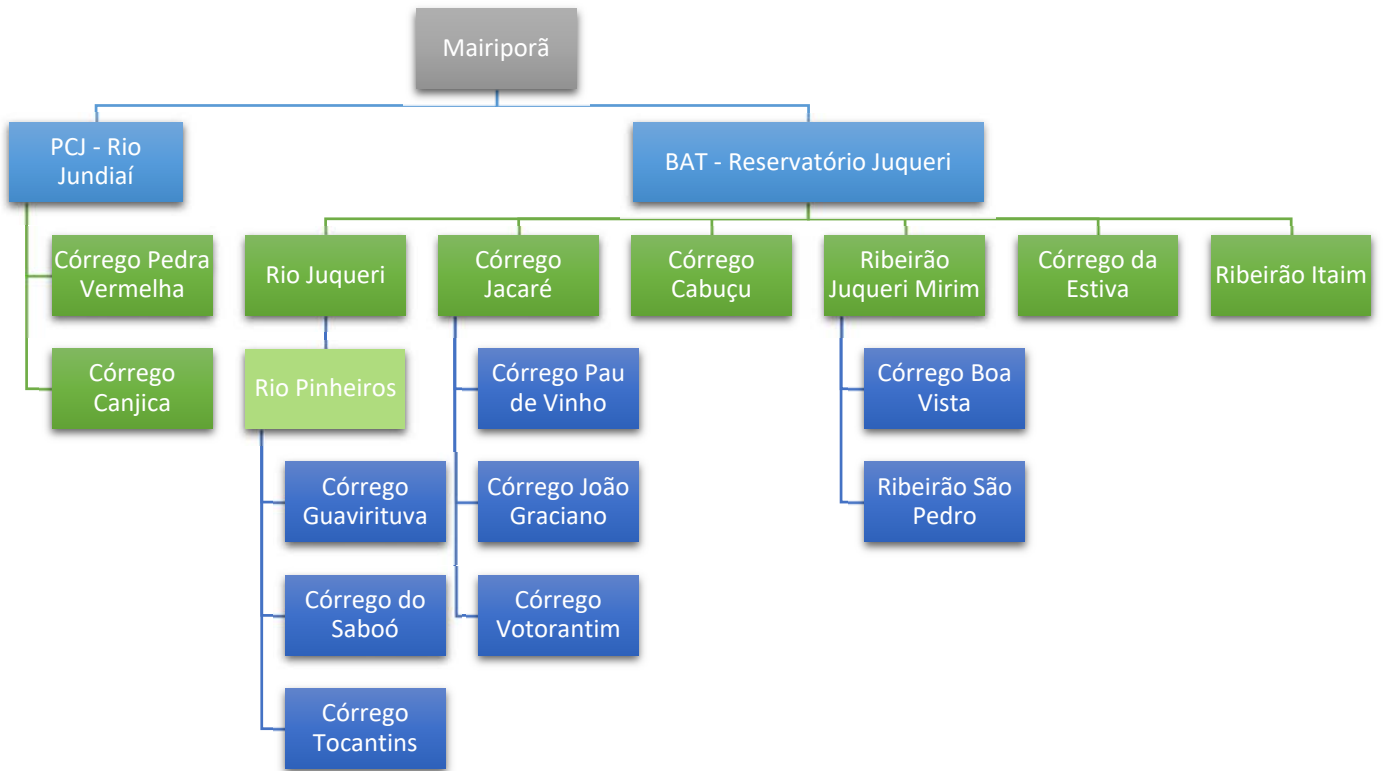 Mairiporã
PCJ - Rio
Jundiaí
BAT - Reservatório Juqueri
Córrego Pedra
Vermelha
Rio Juqueri
Córrego
Jacaré
Córrego
Cabuçu
Ribeirão
Juqueri Mirim
Córrego da
Estiva
Ribeirão Itaim
Córrego
Canjica
Rio Pinheiros
Córrego Pau
de Vinho
Córrego Boa
Vista
Córrego
Guavirituva
Córrego João
Graciano
Ribeirão São
Pedro
Córrego do
Saboó
Córrego
Votorantim
Córrego
Tocantins